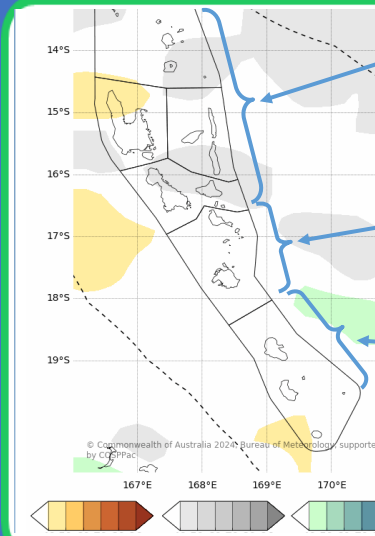 14°S
15°S
16°S
17°S
18°S
19°S
© Commonwealth of Australia 2024, Bureau of Meteorology, supporte
by COSPPac
167°E
168°E
169°E
170°E